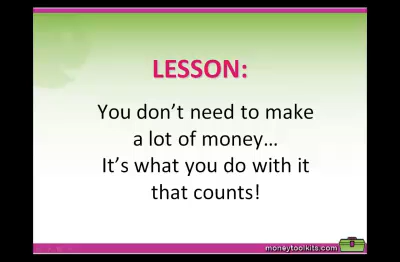 LESSON:
You don't need to make
a lot of money...
It's what you do with it
that counts!
moneytoolkits.com